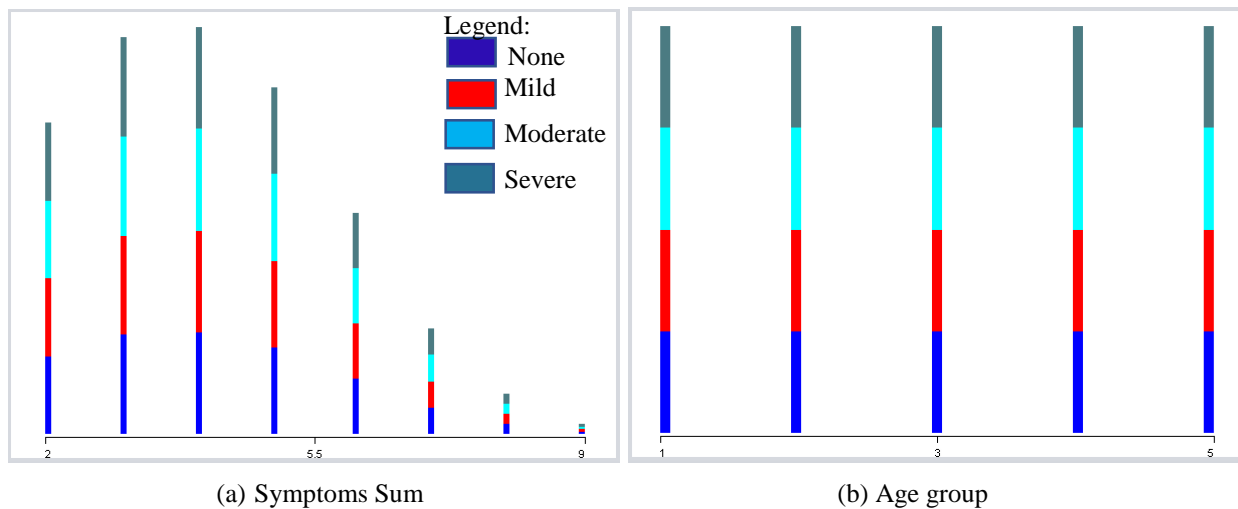 Legend:
None
Mild
Moderate
Severe
2 5.5 9
1 3 5
(a) Symptoms Sum
(b) Age group